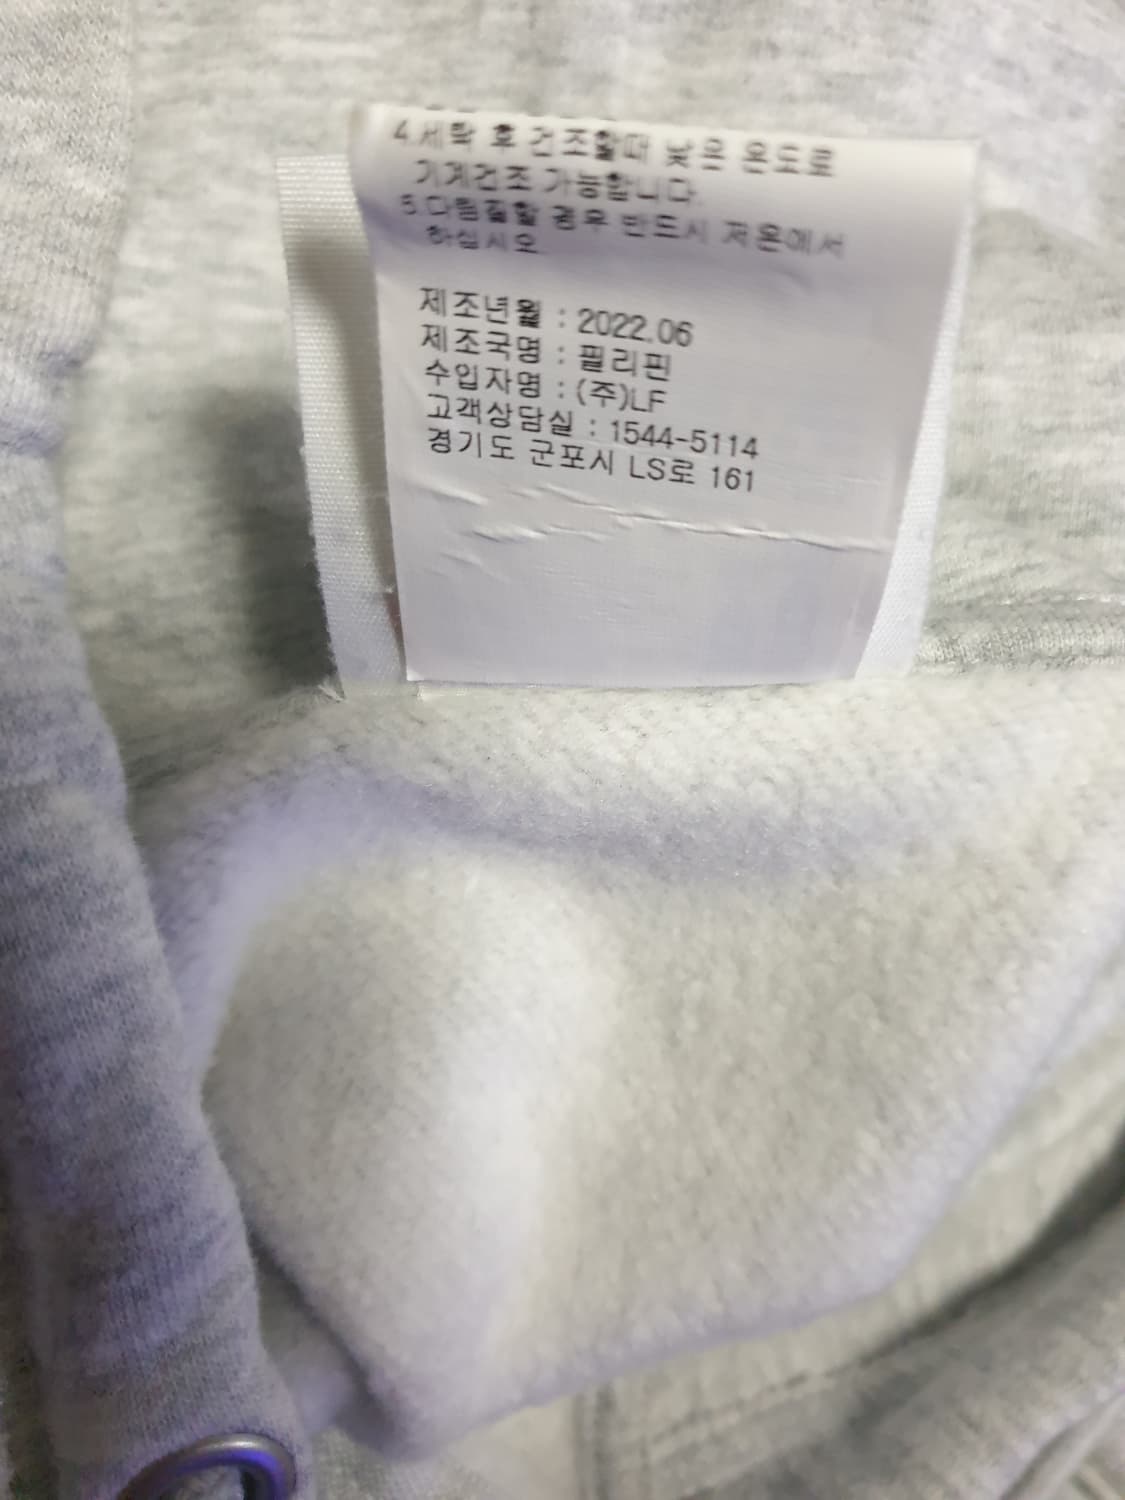 4.세탁 후 건조할때 낮은 온도로
기계건조 가능합니다.
5.다림질할 경우 반드시 저온에서
하십시오
제조년월 : 2022.06
제조국명 : 필리핀
수입자명 : (주)LF
고객상담실 : 1544-5114
경기도 군포시 LS로 161